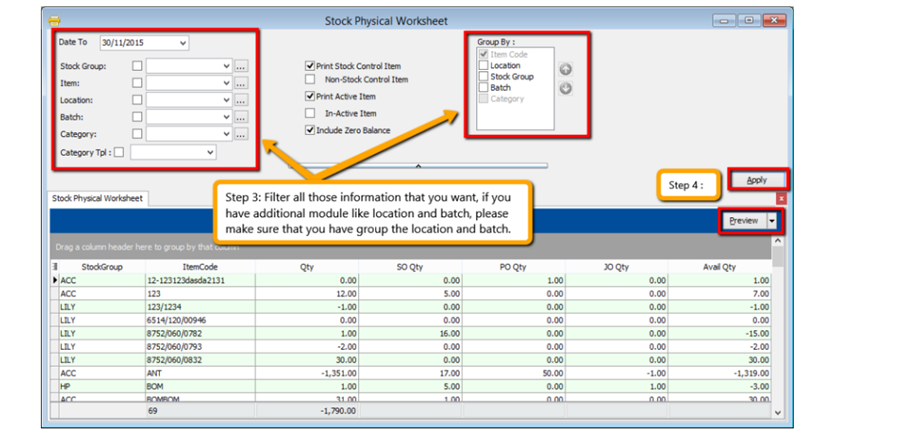 Stock Physical Worksheet
Date To 30/11/2015
Stock Group: ...
Item: ...
Location: ...
Batch: ...
Category: ...
Category Tpl :
Print Stock Control Item
Non-Stock Control Item
Print Active Item
In-Active Item
Include Zero Balance
Group By :
Item Code
Location
Stock Group
Batch
Category
Step 3: Filter all those information that you want, if you
have additional module like location and batch, please
make sure that you have group the location and batch.
Step 4 :
Apply
Stock Physical Worksheet x
Preview
Drag a column header here to group by that column
StockGroup ItemCode Qty SO Qty PO Qty JO Qty Avail Qty
ACC 12-123123dasda2131 0.00 0.00 1.00 0.00 1.00
ACC 123 12.00 5.00 0.00 0.00 7.00
LILY 123/1234 -1.00 0.00 0.00 0.00 -1.00
LILY 6514/120/00946 0.00 0.00 0.00 0.00 0.00
LILY 8752/060/0782 1.00 16.00 0.00 0.00 -15.00
LILY 8752/060/0793 -2.00 0.00 0.00 0.00 -2.00
LILY 8752/060/0832 30.00 0.00 0.00 0.00 30.00
ACC ANT -1,351.00 17.00 50.00 -1.00 -1,319.00
HP BOM 1.00 5.00 0.00 1.00 -3.00
ACC BOMBOM 31.00 1.00 0.00 0.00 30.00
69 -1,790.00